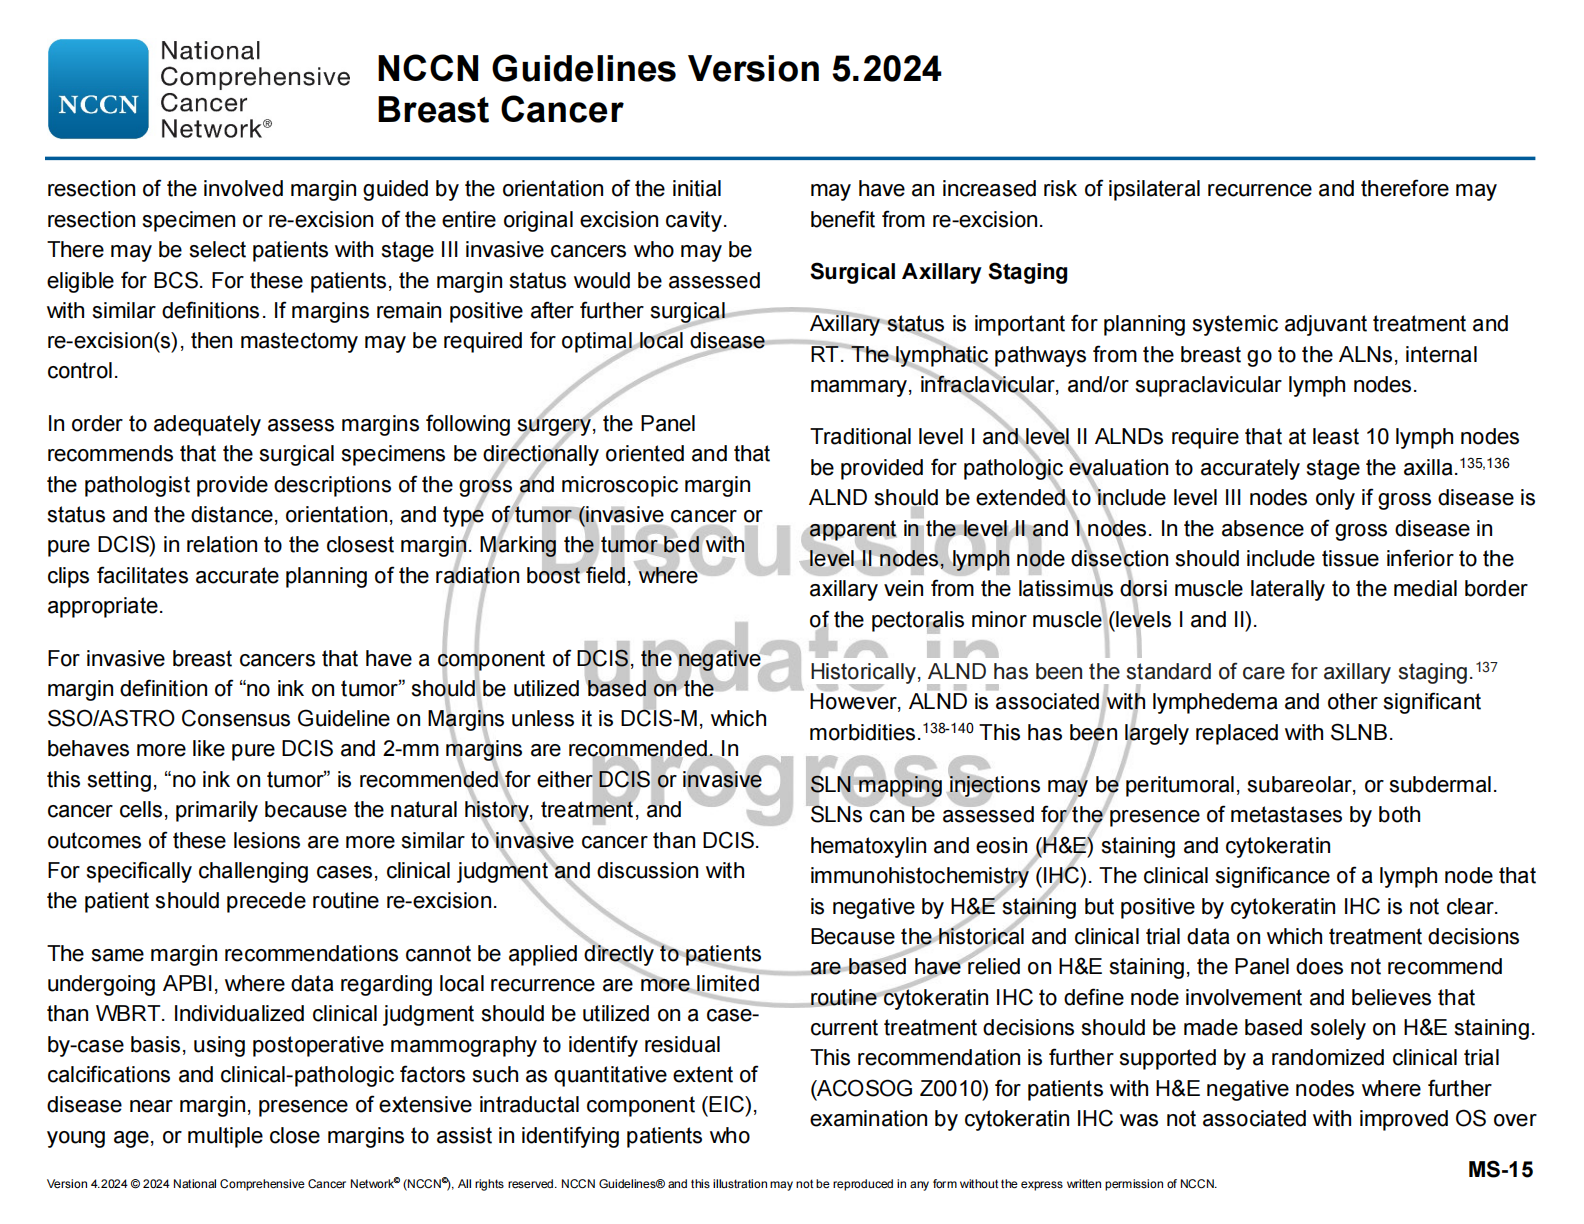 National
Comprehensive
Cancer
Network®
NCCN
NCCN Guidelines Version 5.2024
Breast Cancer
resection of the involved margin guided by the orientation of the initial
resection specimen or re-excision of the entire original excision cavity.
There may be select patients with stage III invasive cancers who may be
eligible for BCS. For these patients, the margin status would be assessed
with similar definitions. If margins remain positive after further surgical
re-excision(s), then mastectomy may be required for optimal local disease
control.
In order to adequately assess margins following surgery, the Panel
recommends that the surgical specimens be directionally oriented and that
the pathologist provide descriptions of the gross and microscopic margin
status and the distance, orientation, and type of tumor (invasive cancer or
pure DCIS) in relation to the closest margin. Marking the tumor bed with
clips facilitates accurate planning of the radiation boost field, where
appropriate.
For invasive breast cancers that have a component of DCIS, the negative
margin definition of “no ink on tumor” should be utilized based on the
SSO/ASTRO Consensus Guideline on Margins unless it is DCIS-M, which
behaves more like pure DCIS and 2-mm margins are recommended. In
this setting, “no ink on tumor” is recommended for either DCIS or invasive
cancer cells, primarily because the natural history, treatment, and
outcomes of these lesions are more similar to invasive cancer than DCIS.
For specifically challenging cases, clinical judgment and discussion with
the patient should precede routine re-excision.
The same margin recommendations cannot be applied directly to patients
undergoing APBI, where data regarding local recurrence are more limited
than WBRT. Individualized clinical judgment should be utilized on a case-
by-case basis, using postoperative mammography to identify residual
calcifications and clinical-pathologic factors such as quantitative extent of
disease near margin, presence of extensive intraductal component (EIC),
young age, or multiple close margins to assist in identifying patients who
may have an increased risk of ipsilateral recurrence and therefore may
benefit from re-excision.
Surgical Axillary Staging
Axillary status is important for planning systemic adjuvant treatment and
RT. The lymphatic pathways from the breast go to the ALNs, internal
mammary, infraclavicular, and/or supraclavicular lymph nodes.
Traditional level I and level II ALNDs require that at least 10 lymph nodes
be provided for pathologic evaluation to accurately stage the axilla.135,136
ALND should be extended to include level III nodes only if gross disease is
apparent in the level II and I nodes. In the absence of gross disease in
level II nodes, lymph node dissection should include tissue inferior to the
axillary vein from the latissimus dorsi muscle laterally to the medial border
of the pectoralis minor muscle (levels I and II).
Historically, ALND has been the standard of care for axillary staging.137
However, ALND is associated with lymphedema and other significant
morbidities.138-140 This has been largely replaced with SLNB.
SLN mapping injections may be peritumoral, subareolar, or subdermal.
SLNs can be assessed for the presence of metastases by both
hematoxylin and eosin (H&E) staining and cytokeratin
immunohistochemistry (IHC). The clinical significance of a lymph node that
is negative by H&E staining but positive by cytokeratin IHC is not clear.
Because the historical and clinical trial data on which treatment decisions
are based have relied on H&E staining, the Panel does not recommend
routine cytokeratin IHC to define node involvement and believes that
current treatment decisions should be made based solely on H&E staining.
This recommendation is further supported by a randomized clinical trial
(ACOSOG Z0010) for patients with H&E negative nodes where further
examination by cytokeratin IHC was not associated with improved OS over
Discussion
update in
progress
MS-15
Version 4.2024 © 2024 National Comprehensive Cancer Network© (NCCN©), All rights reserved. NCCN Guidelines® and this illustration may not be reproduced in any form without the express written permission of NCCN.